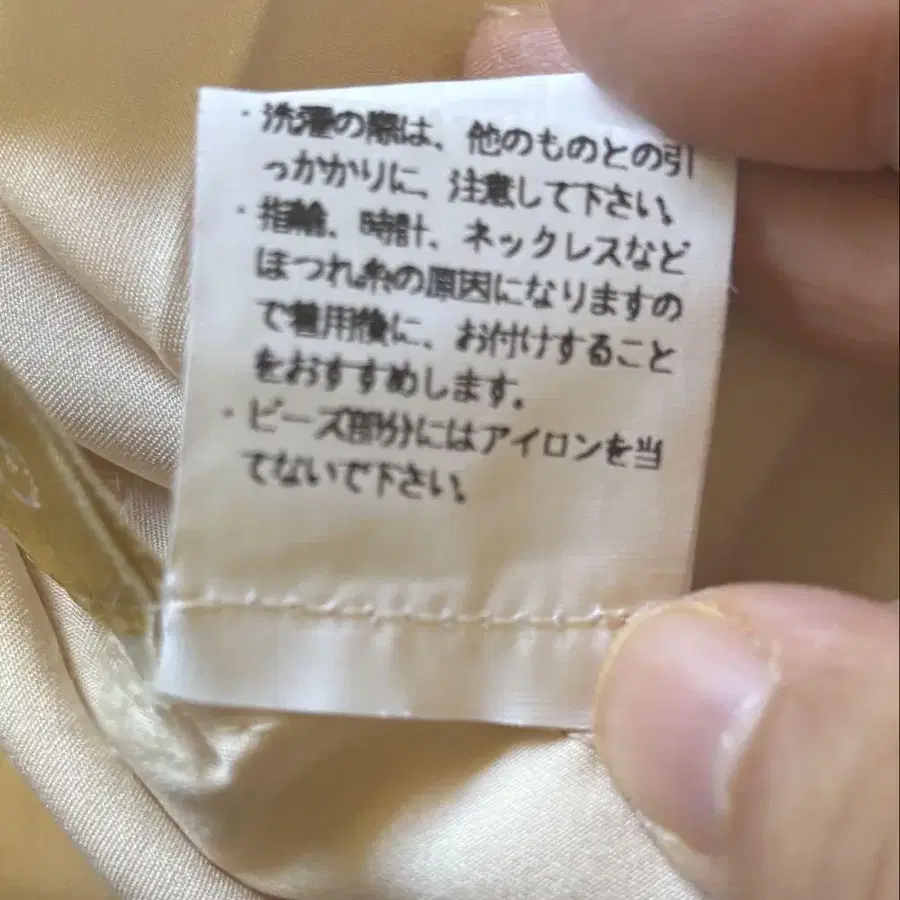 ・洗濯の際は、他のものとの引
っかかりに、注意して下さい。
・指輪、時計、ネックレスなど
ほつれ糸の原因になりますの
で着用後に、お付けすること
をおすすめします。
・ビーズ部分にはアイロンを当
てないで下さい。